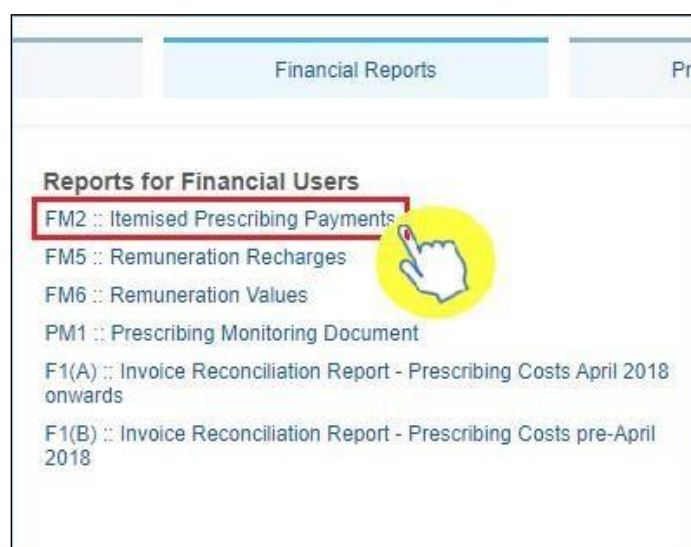 Financial Reports
Pr
Reports for Financial Users
FM2 :: Itemised Prescribing Payments
FM5 :: Remuneration Recharges
FM6 :: Remuneration Values
PM1 :: Prescribing Monitoring Document
F1(A) :: Invoice Reconciliation Report - Prescribing Costs April 2018
onwards
F1(B) :: Invoice Reconciliation Report - Prescribing Costs pre-April
2018